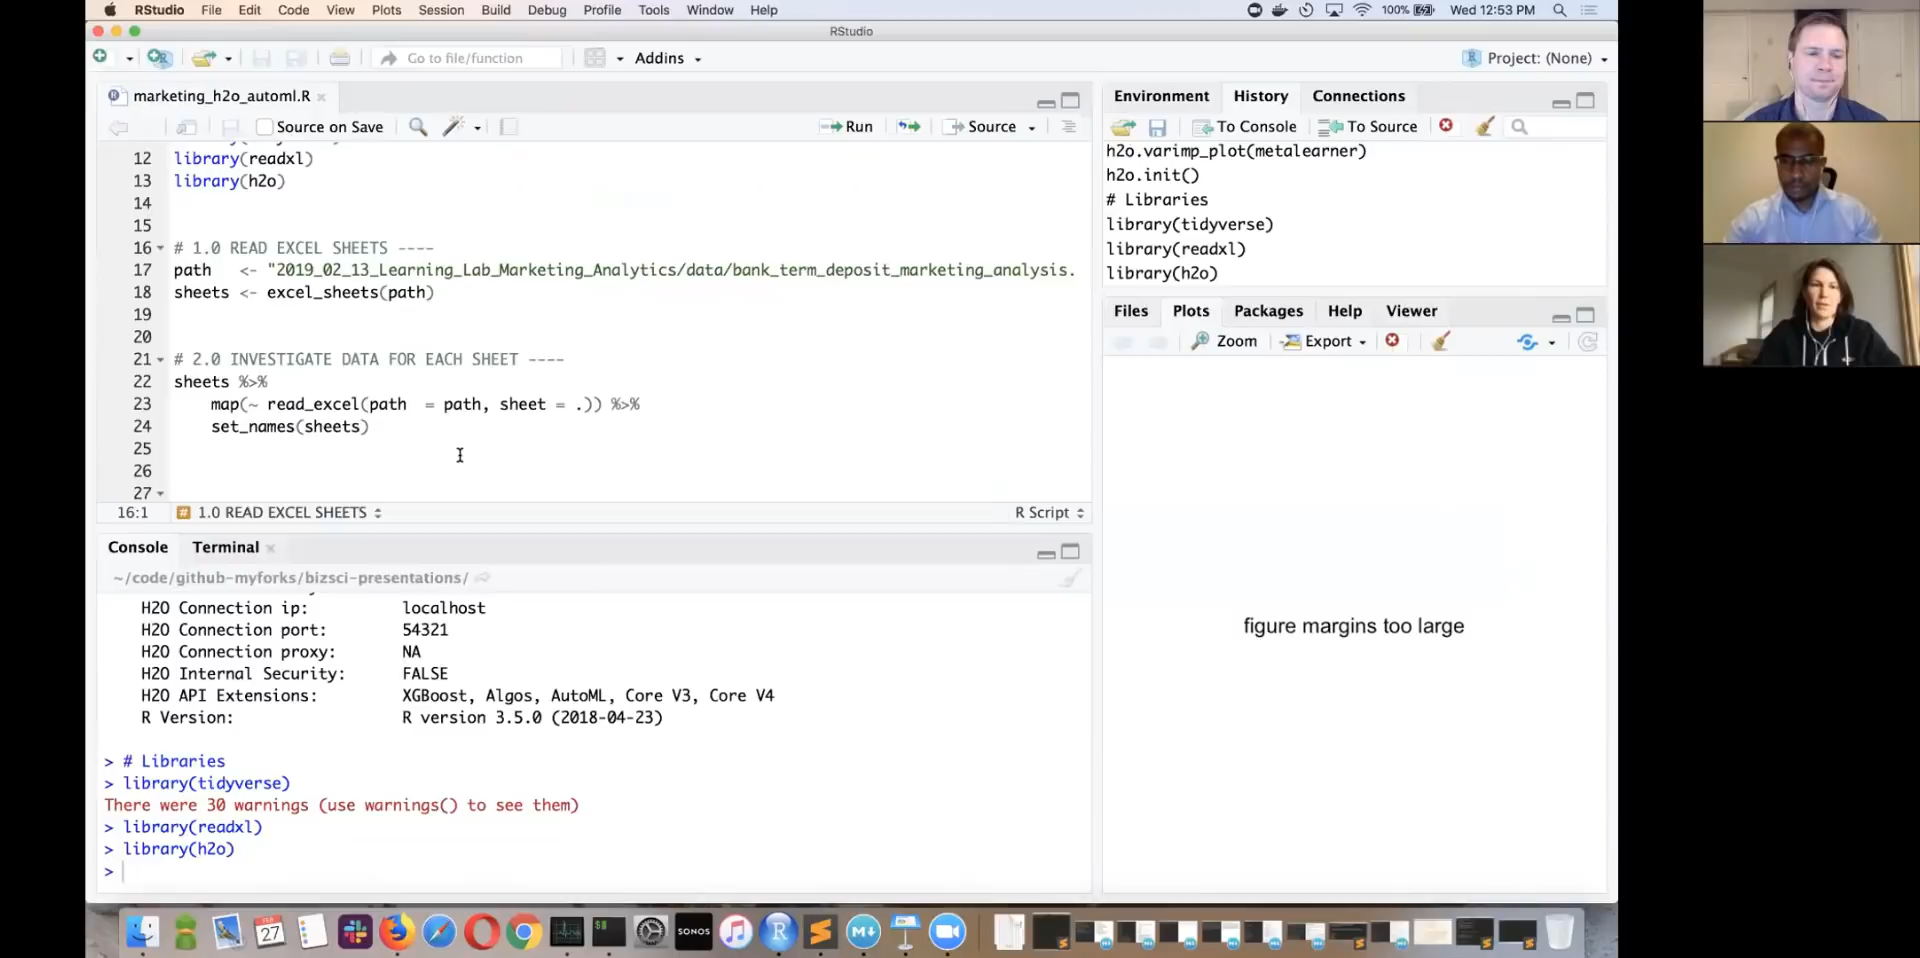 RStudio File Edit Code View Plots Session Build Debug Profile Tools Window Help 100% Wed 12:53 PM
RStudio
Go to file/function Addins Project: (None)
marketing_h2o_automl.R
Source on Save Run Source
12 library(readxl)
13 library(h2o)
14
15
16 # 1.0 READ EXCEL SHEETS ----
17 path <- "2019_02_13_Learning_Lab_Marketing_Analytics/data/bank_term_deposit_marketing_analysis.
18 sheets <- excel_sheets(path)
19
20
21 # 2.0 INVESTIGATE DATA FOR EACH SHEET ----
22 sheets %>%
23 map(~ read_excel(path = path, sheet = .)) %>%
24 set_names(sheets)
25
26
27
16:1 # 1.0 READ EXCEL SHEETS R Script
Console Terminal
~/code/github-myforks/bizsci-presentations/
H2O Connection ip: localhost
H2O Connection port: 54321
H2O Connection proxy: NA
H2O Internal Security: FALSE
H2O API Extensions: XGBoost, Algos, AutoML, Core V3, Core V4
R Version: R version 3.5.0 (2018-04-23)
> # Libraries
> library(tidyverse)
There were 30 warnings (use warnings() to see them)
> library(readxl)
> library(h2o)
>
Environment History Connections
To Console To Source
h2o.varimp_plot(metalearner)
h2o.init()
# Libraries
library(tidyverse)
library(readxl)
library(h2o)
Files Plots Packages Help Viewer
Zoom Export
figure margins too large
FEB
27
SONOS
R
M↓